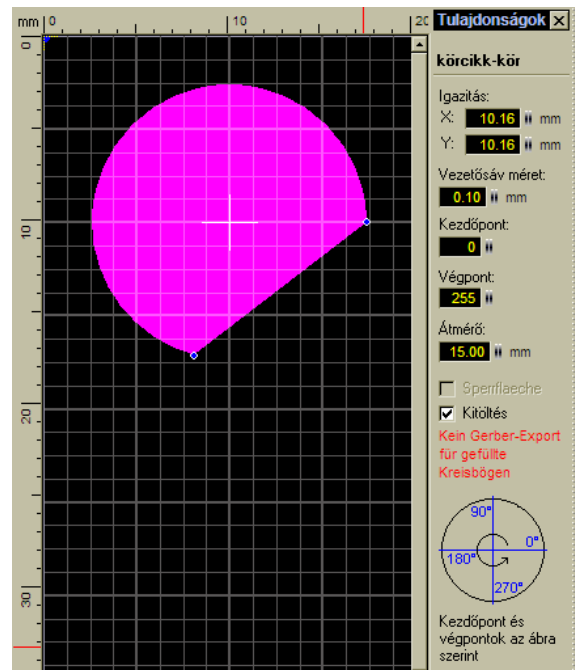 mm 0 10 20
Tulajdonságok
0
10
20
30
körcikk-kör
Igazítás:
X: 10.16 mm
Y: 10.16 mm
Vezetősáv méret:
0.10 mm
Kezdőpont:
0
Végpont:
255
Átmérő:
15.00 mm
Sperrflaeche
Kitöltés
Kein Gerber-Export
für gefüllte
Kreisbögen
90°
0°
180°
270°
Kezdőpont és
végpontok az ábra
szerint